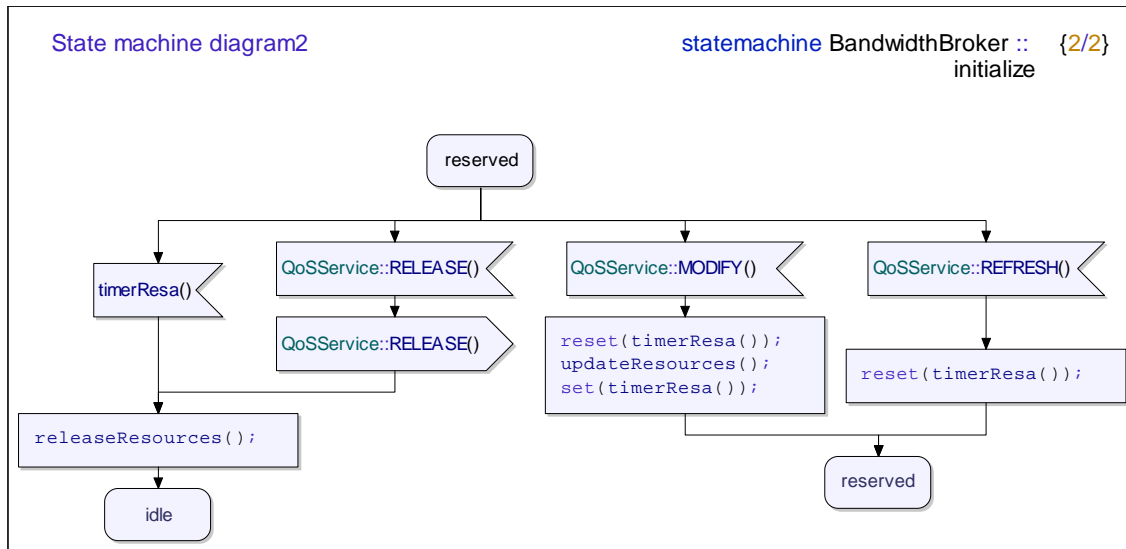 State machine diagram2
statemachine BandwidthBroker :: {2/2}
initialize
reserved
timerResa()
QoSService::RELEASE()
QoSService::MODIFY()
QoSService::REFRESH()
QoSService::RELEASE()
reset(timerResa());
updateResources();
set(timerResa());
reset(timerResa());
releaseResources();
reserved
idle